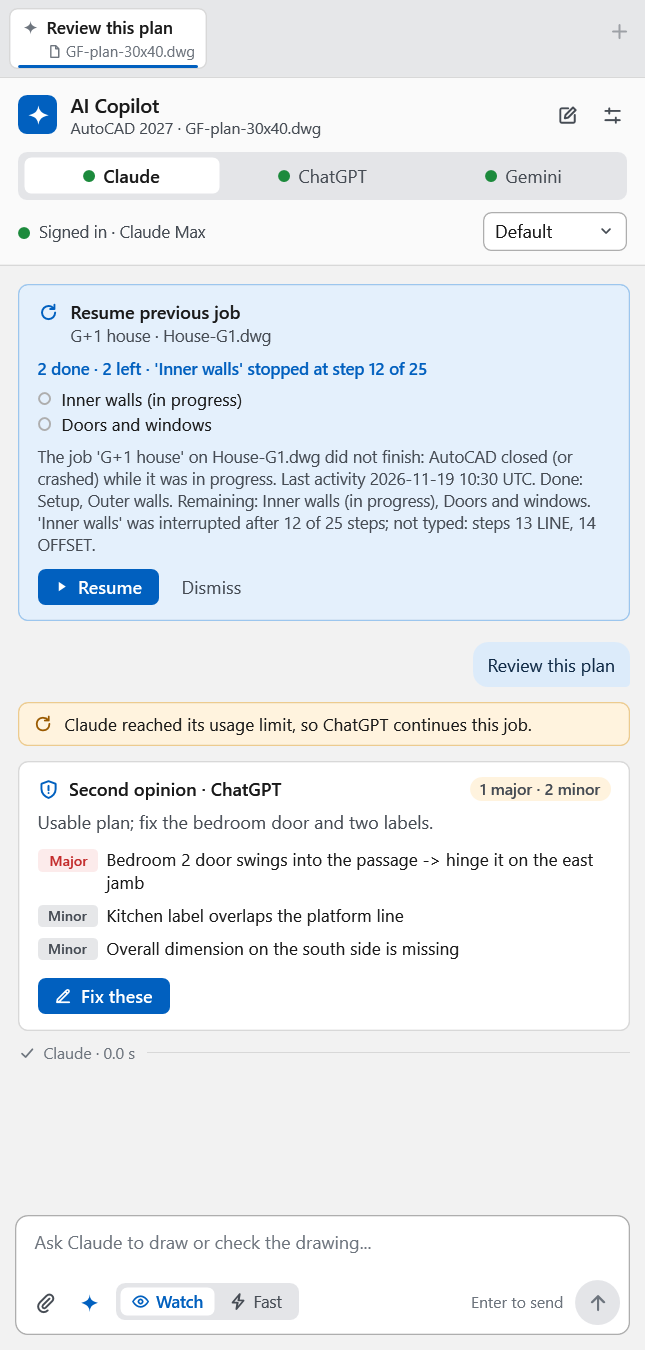 Review this plan
GF-plan-30x40.dwg
AI Copilot
AutoCAD 2027 · GF-plan-30x40.dwg
Claude
ChatGPT
Gemini
Signed in · Claude Max
Default
Resume previous job
G+1 house · House-G1.dwg
2 done · 2 left · 'Inner walls' stopped at step 12 of 25
Inner walls (in progress)
Doors and windows
The job 'G+1 house' on House-G1.dwg did not finish: AutoCAD closed (or
crashed) while it was in progress. Last activity 2026-11-19 10:30 UTC. Done:
Setup, Outer walls. Remaining: Inner walls (in progress), Doors and windows.
'Inner walls' was interrupted after 12 of 25 steps; not typed: steps 13 LINE, 14
OFFSET.
Resume
Dismiss
Review this plan
Claude reached its usage limit, so ChatGPT continues this job.
Second opinion · ChatGPT
1 major · 2 minor
Usable plan; fix the bedroom door and two labels.
Major
Bedroom 2 door swings into the passage -> hinge it on the east
jamb
Minor
Kitchen label overlaps the platform line
Minor
Overall dimension on the south side is missing
Fix these
Claude · 0.0 s
Ask Claude to draw or check the drawing...
Watch
Fast
Enter to send